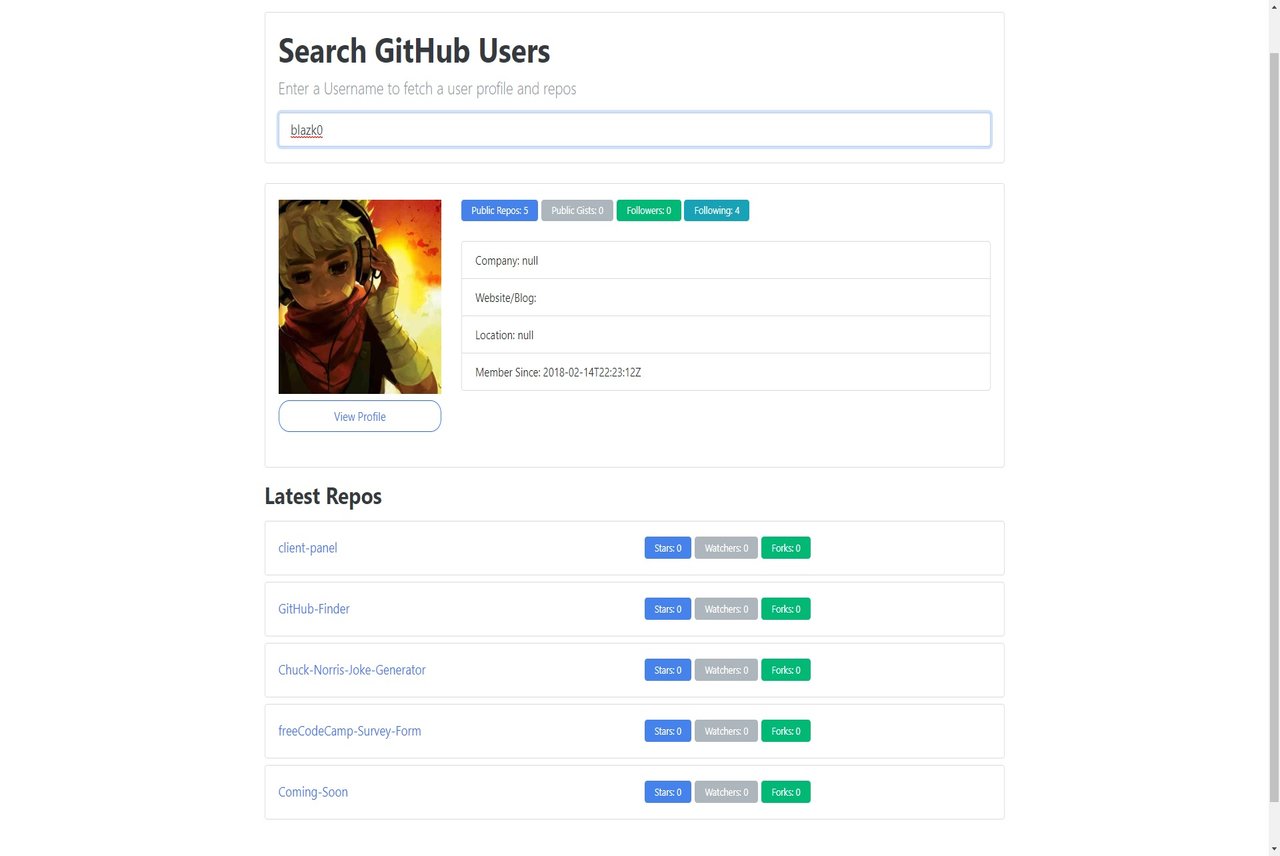 Search GitHub Users
Enter a Username to fetch a user profile and repos
blazk0
Public Repos: 5 Public Gists: 0 Followers: 0 Following: 4
Company: null
Website/Blog:
Location: null
Member Since: 2018-02-14T22:23:12Z
View Profile
Latest Repos
client-panel Stars: 0 Watchers: 0 Forks: 0
GitHub-Finder Stars: 0 Watchers: 0 Forks: 0
Chuck-Norris-Joke-Generator Stars: 0 Watchers: 0 Forks: 0
freeCodeCamp-Survey-Form Stars: 0 Watchers: 0 Forks: 0
Coming-Soon Stars: 0 Watchers: 0 Forks: 0